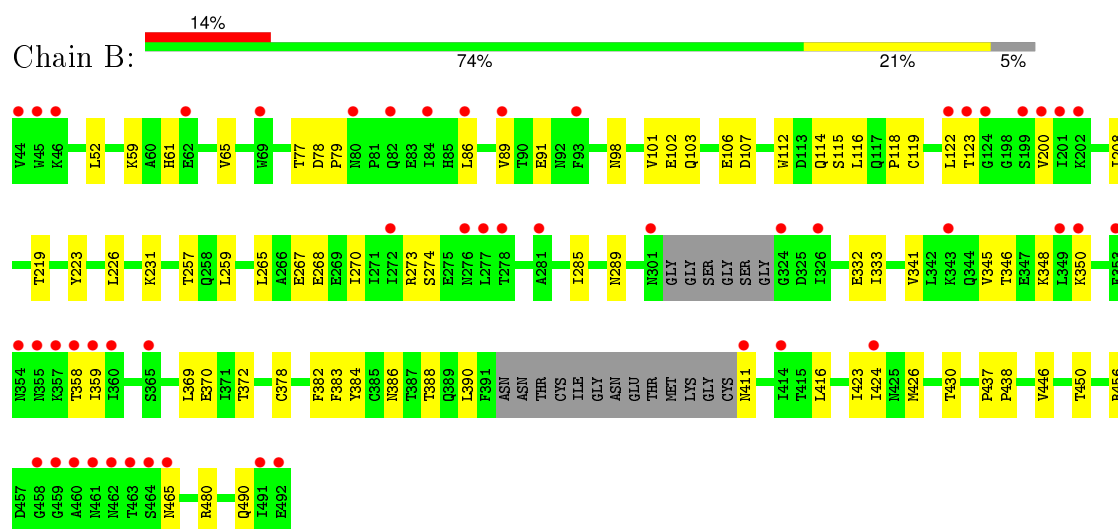 14%
Chain B:
74% 21% 5%
V44 W45 K46 L52 K59 A60 H61 E62 V65 W69 T77 D78 P79 N80 P81 Q82 E83 I84 H85 L86 V89 T90 E91 N92 F93 N98 V101 E102 Q103 E106 D107 W112 D113 Q114 S115 L116 Q117 P118 C119 L122 T123 G124 G198 S199 V200 I201 K202
T219 Y223 L226 K231 T257 Q258 L259 L265 A266 E267 E268 E269 I270 I271 I272 R273 S274 E275 N276 L277 T278 A281 I285 N289 N301 GLY GLY SER GLY SER GLY G324 D325 I326 E332 I333 V341 L342 K343 Q344 V345 T346 E347 K348 L349 K350
N354 N355 K357 T358 I359 I360 S365 L369 E370 I371 T372 C378 F382 F383 Y384 C385 N386 T387 T388 Q389 L390 F391 ASN ASN THR CYS ILE GLY ASN GLU THR MET LYS GLY CYS N411 I414 T415 L416 I423 I424 N425 M426 T430 P437 P438 V446 T450 R456
D457 G458 G459 A460 N461 N462 T463 S464 N465 R480 Q490 I491 E492